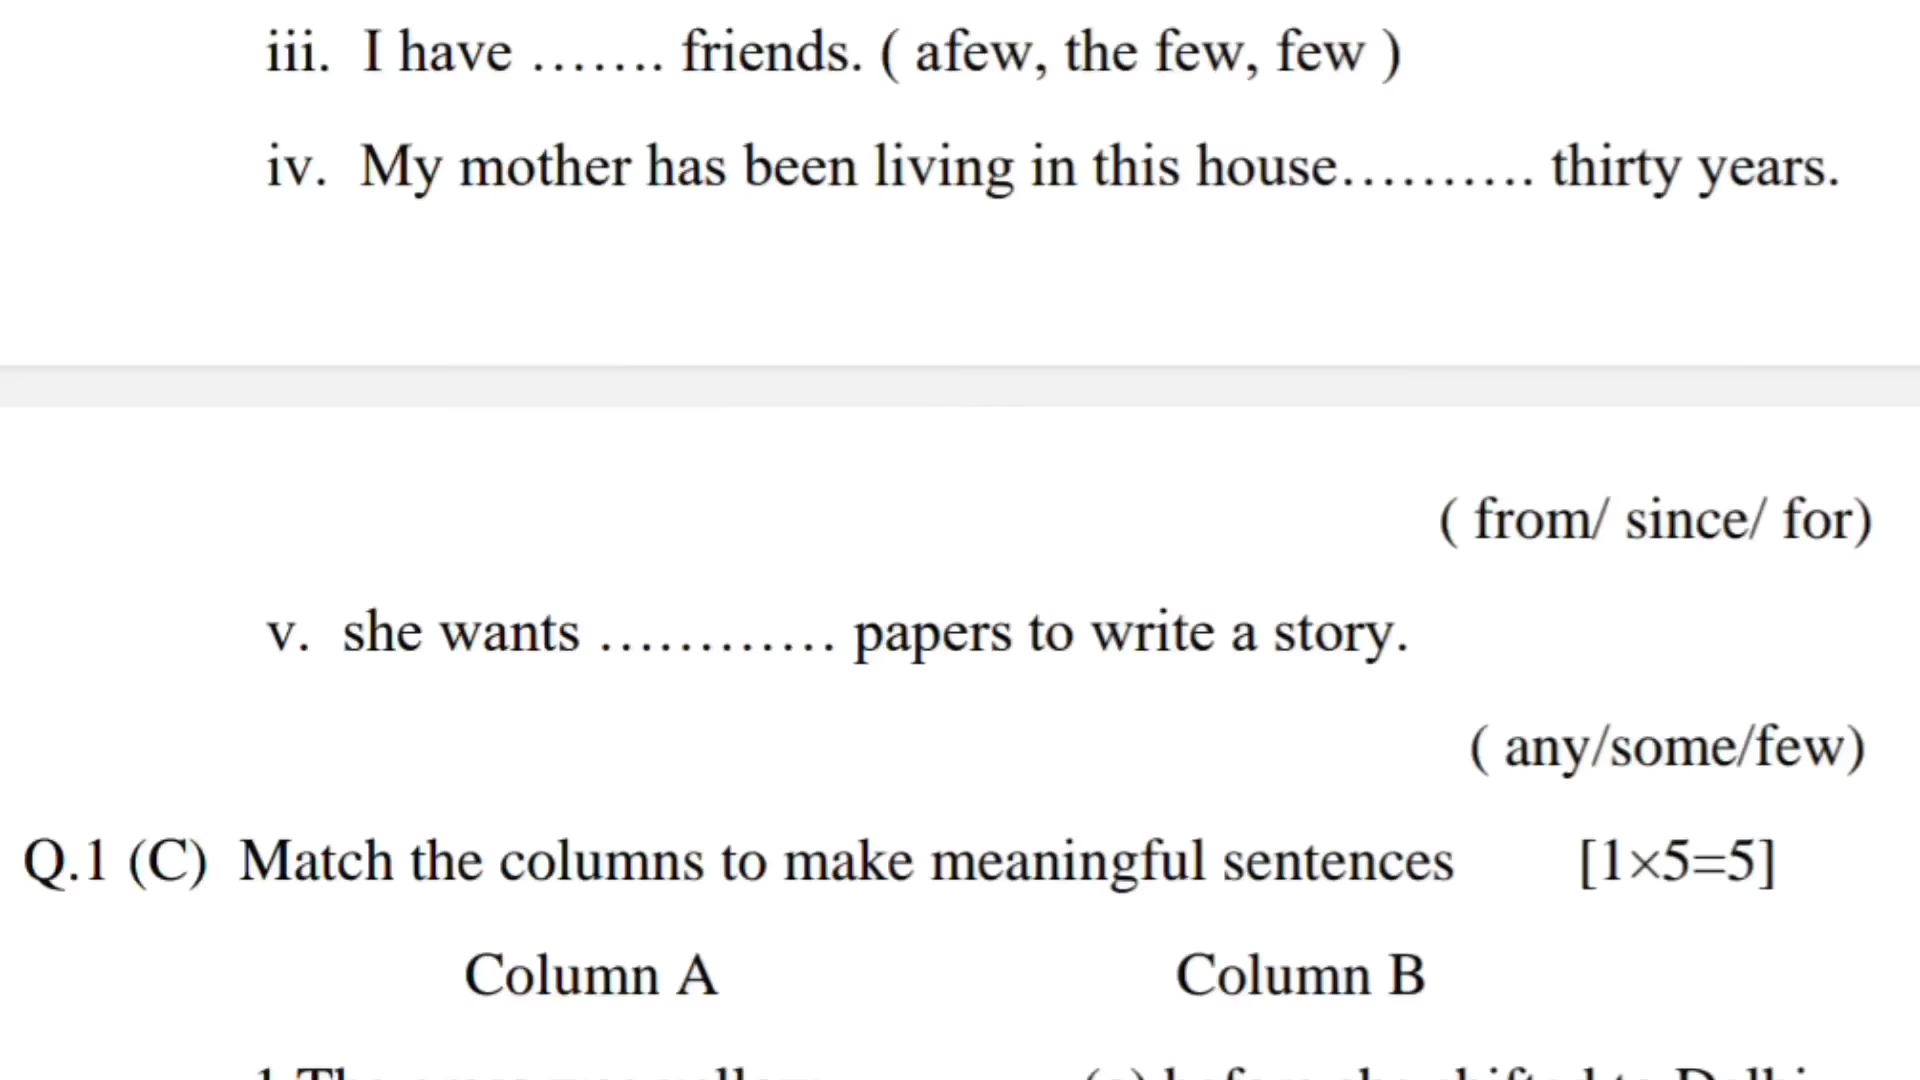 iii. I have ....... friends. ( afew, the few, few )
iv. My mother has been living in this house.......... thirty years.
( from/ since/ for)
v. she wants ............ papers to write a story.
( any/some/few)
Q.1 (C) Match the columns to make meaningful sentences [1×5=5]
Column A Column B